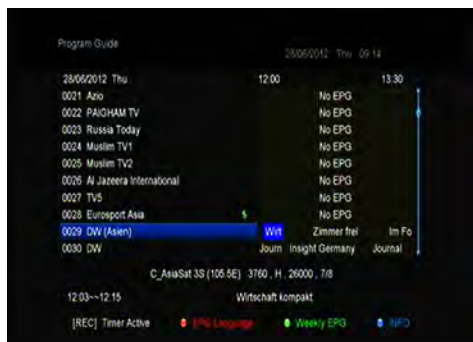 Program Guide
28/06/2012 Thu 09:14
28/06/2012 Thu 12:00 13:30
0021 Azio No EPG
0022 PAIGHAM TV No EPG
0023 Russia Today No EPG
0024 Muslim TV1 No EPG
0025 Muslim TV2 No EPG
0026 Al Jazeera International No EPG
0027 TV5 No EPG
0028 Eurosport Asia $ No EPG
0029 DW (Asien) Wirt Zimmer frei Im Fo
0030 DW Journ Insight Germany Journal
C_AsiaSat 3S (105.5E) 3760 , H , 26000 , 7/8
12:03~~12:15 Wirtschaft kompakt
[REC] Timer Active EPG Language Weekly EPG INFO